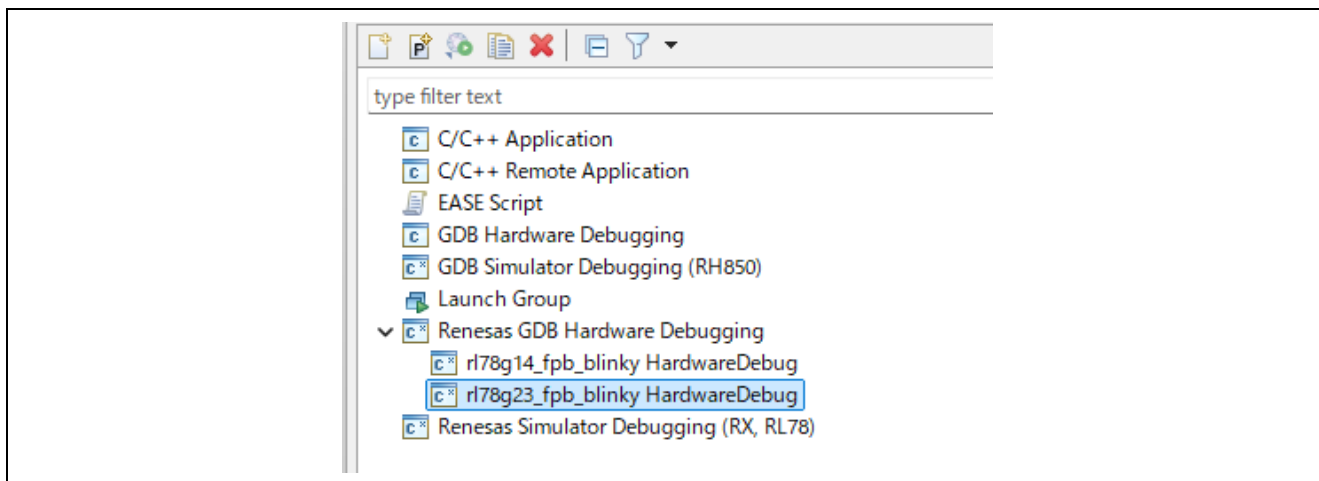 type filter text
C/C++ Application
C/C++ Remote Application
EASE Script
GDB Hardware Debugging
GDB Simulator Debugging (RH850)
Launch Group
Renesas GDB Hardware Debugging
rl78g14_fpb_blinky HardwareDebug
rl78g23_fpb_blinky HardwareDebug
Renesas Simulator Debugging (RX, RL78)